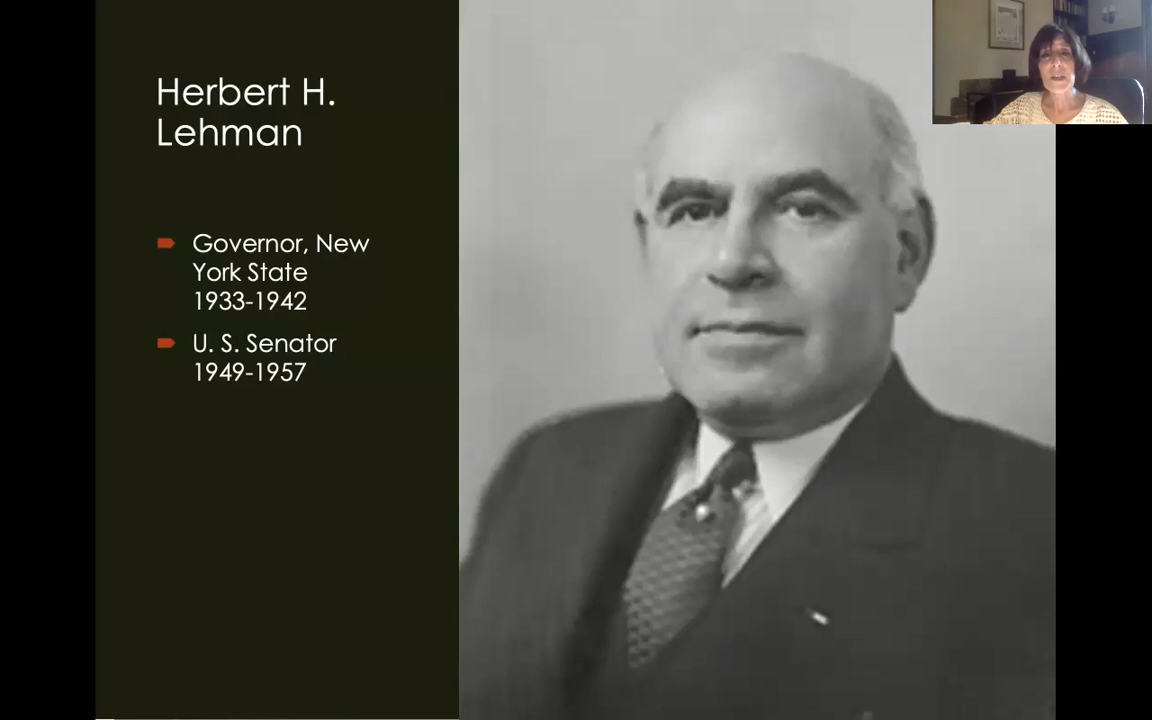 Herbert H.
Lehman
Governor, New
York State
1933-1942
U. S. Senator
1949-1957